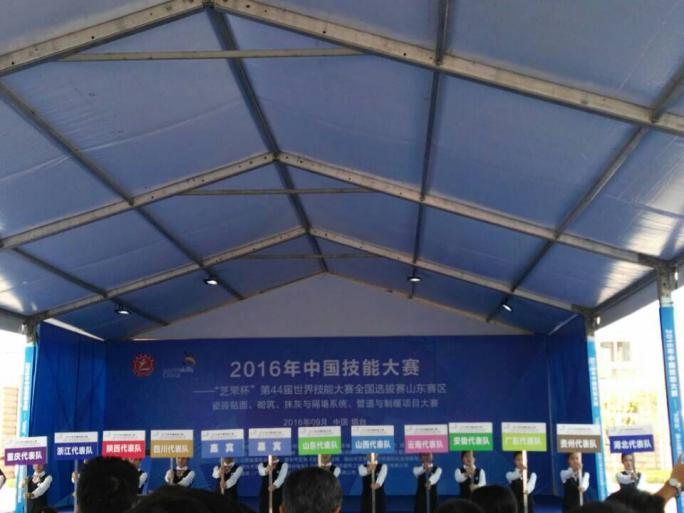 2016年中国技能大赛
——“芝罘杯”第44届世界技能大赛全国选拔赛山东赛区
瓷砖贴面、砌筑、抹灰与隔墙系统、管道与制暖项目大赛
2016年09月 中国·烟台
重庆代表队
浙江代表队
陕西代表队
四川代表队
嘉宾
嘉宾
山东代表队
山西代表队
云南代表队
安徽代表队
广东代表队
贵州代表队
湖北代表队